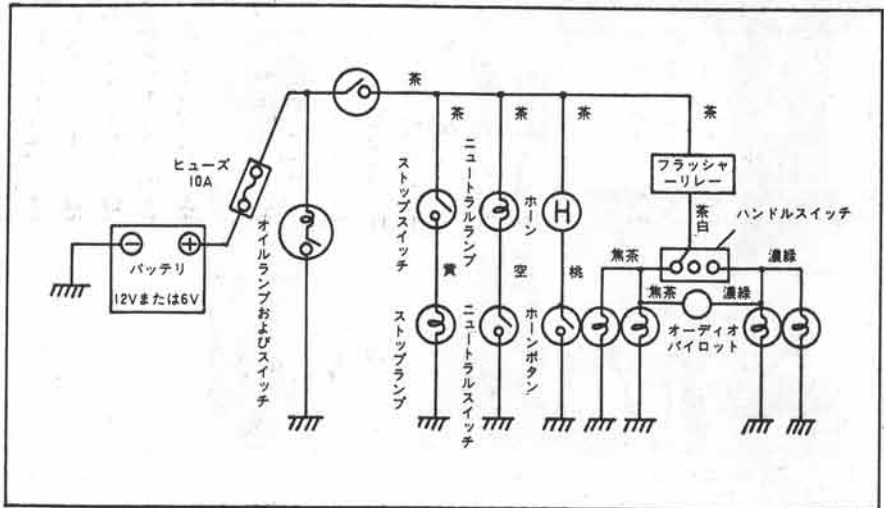 茶
茶
茶
茶
茶
ヒューズ
10A
バッテリ
12Vまたは6V
オイルランプおよびスイッチ
ストップスイッチ
黄
ストップランプ
ニュートラルランプ
空
ニュートラルスイッチ
ホーン
H
桃
ホーンボタン
フラッシャ
ーリレー
茶
白
ハンドルスイッチ
焦茶
濃緑
焦茶
濃緑
オーディオ
パイロット